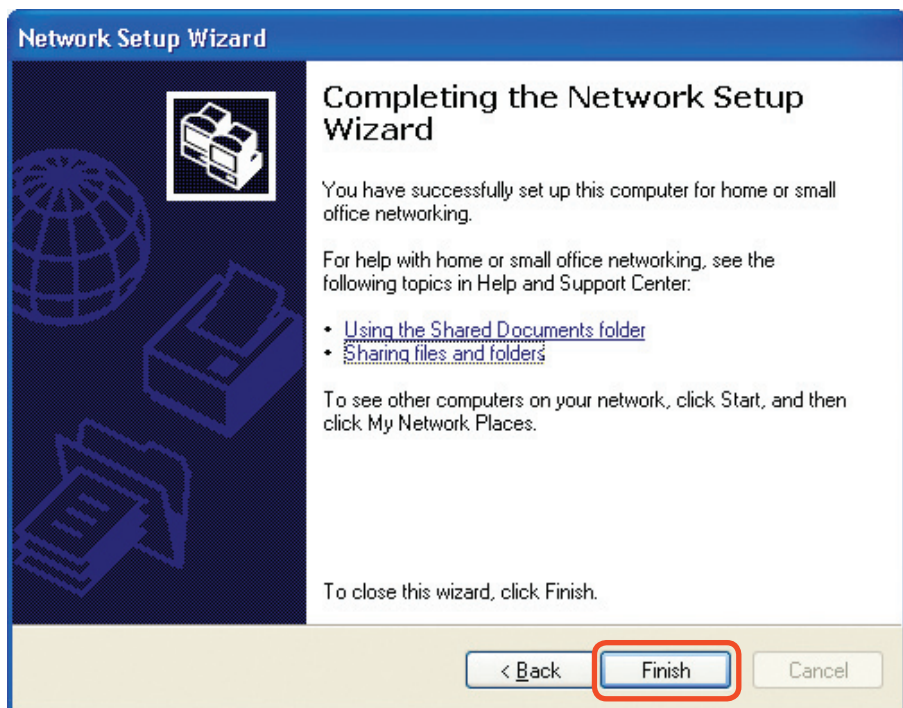 Network Setup Wizard
Completing the Network Setup
Wizard
You have successfully set up this computer for home or small
office networking.
For help with home or small office networking, see the
following topics in Help and Support Center:
• Using the Shared Documents folder
• Sharing files and folders
To see other computers on your network, click Start, and then
click My Network Places.
To close this wizard, click Finish.
< Back Finish Cancel